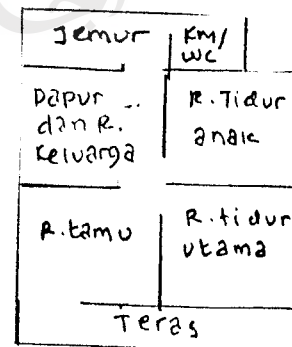 Jemur
KM/
WC
Dapur
dan R.
Keluarga
R. Tidur
anak
R. tamu
R. tidur
utama
Teras